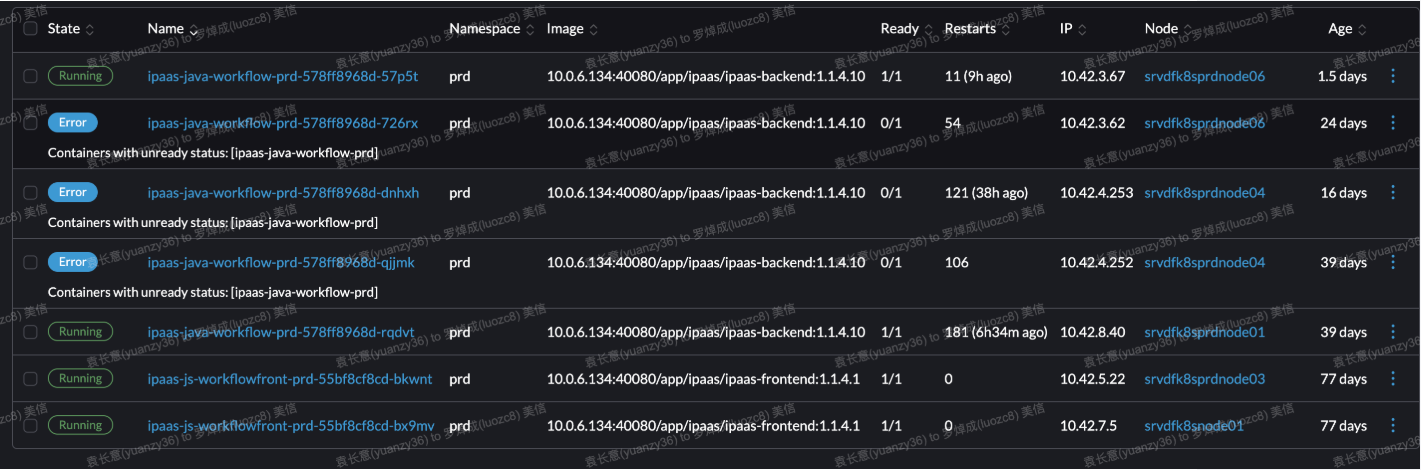 State Name Namespace Image Ready Restarts IP Node Age
Running ipaas-java-workflow-prd-578ff8968d-57p5t prd 10.0.6.134:40080/app/ipaas/ipaas-backend:1.1.4.10 1/1 11 (9h ago) 10.42.3.67 srvdfk8sprdnode06 1.5 days
Error ipaas-java-workflow-prd-578ff8968d-726rx prd 10.0.6.134:40080/app/ipaas/ipaas-backend:1.1.4.10 0/1 54 10.42.3.62 srvdfk8sprdnode06 24 days
Containers with unready status: [ipaas-java-workflow-prd]
Error ipaas-java-workflow-prd-578ff8968d-dnhxh prd 10.0.6.134:40080/app/ipaas/ipaas-backend:1.1.4.10 0/1 121 (38h ago) 10.42.4.253 srvdfk8sprdnode04 16 days
Containers with unready status: [ipaas-java-workflow-prd]
Error ipaas-java-workflow-prd-578ff8968d-qjjmk prd 10.0.6.134:40080/app/ipaas/ipaas-backend:1.1.4.10 0/1 106 10.42.4.252 srvdfk8sprdnode04 39 days
Containers with unready status: [ipaas-java-workflow-prd]
Running ipaas-java-workflow-prd-578ff8968d-rqdvt prd 10.0.6.134:40080/app/ipaas/ipaas-backend:1.1.4.10 1/1 181 (6h34m ago) 10.42.8.40 srvdfk8sprdnode01 39 days
Running ipaas-js-workflowfront-prd-55bf8cf8cd-bkwnt prd 10.0.6.134:40080/app/ipaas/ipaas-frontend:1.1.4.1 1/1 0 10.42.5.22 srvdfk8sprdnode03 77 days
Running ipaas-js-workflowfront-prd-55bf8cf8cd-bx9mv prd 10.0.6.134:40080/app/ipaas/ipaas-frontend:1.1.4.1 1/1 0 10.42.7.5 srvdfk8snode01 77 days
袁长意(yuanzy36) to 罗焯成(luozc8) 美信